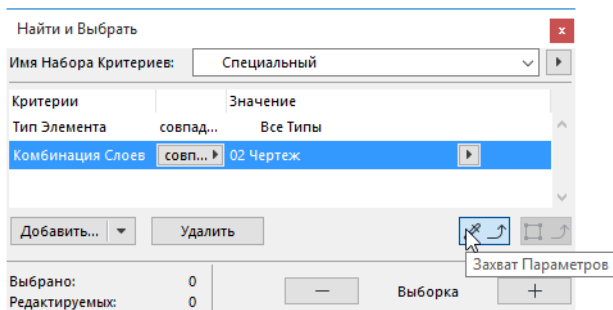 Найти и Выбрать
x
Имя Набора Критериев: Специальный
Критерии Значение
Тип Элемента совпад... Все Типы
Комбинация Слоев совп... 02 Чертеж
Добавить... Удалить
Захват Параметров
Выбрано: 0
Редактируемых: 0
— Выборка +